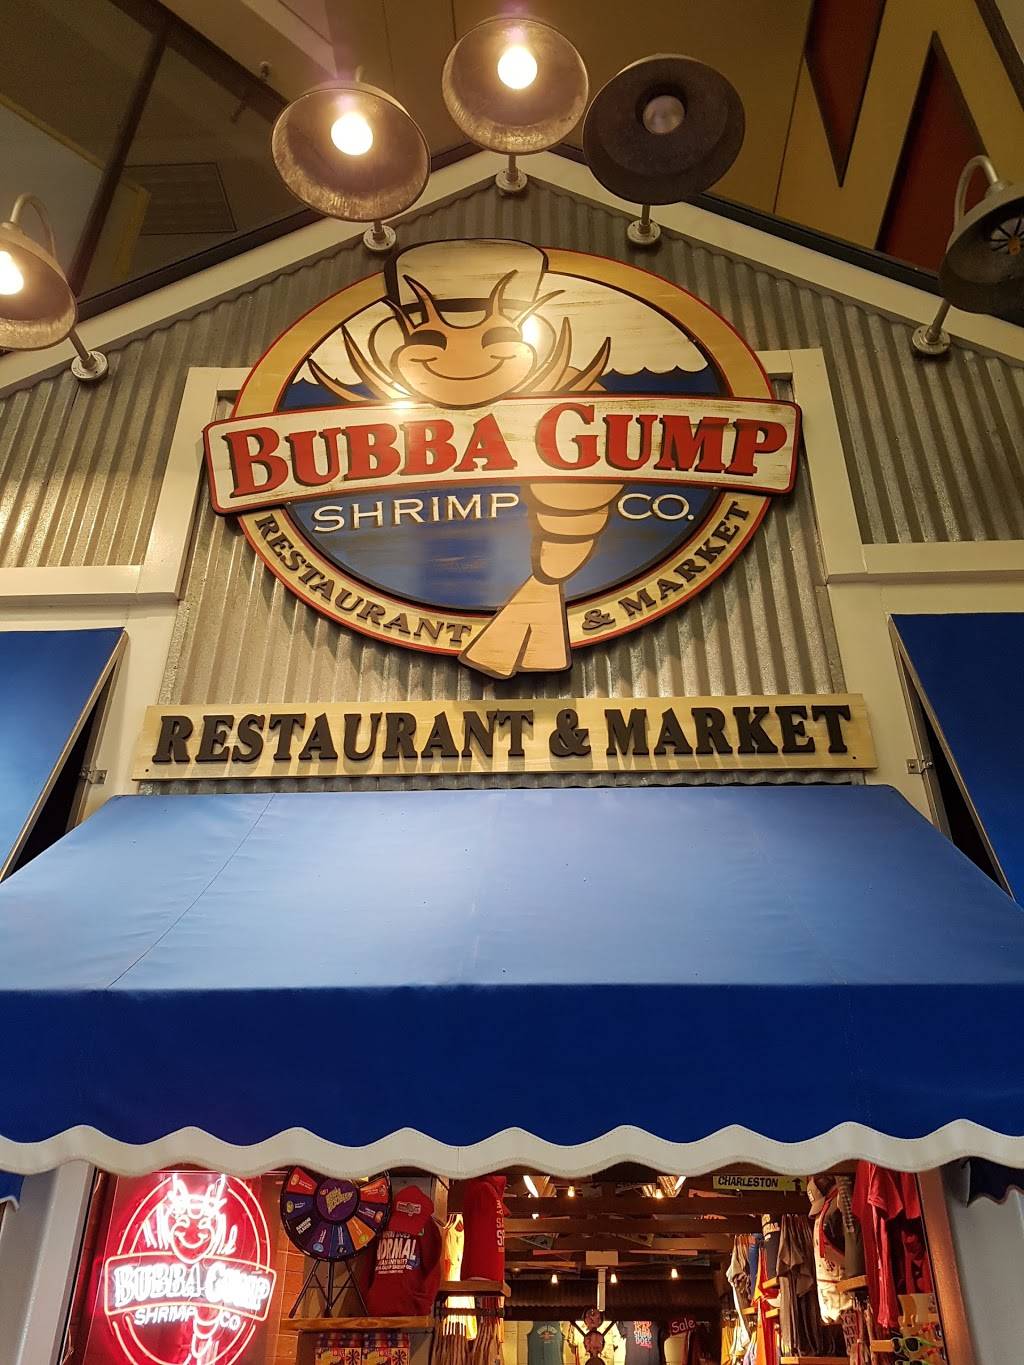 BUBBA GUMP
SHRIMP CO.
RESTAURANT & MARKET
RESTAURANT & MARKET
CHARLESTON
BUBBA GUMP
SHRIMP CO
NORMAL
Sale